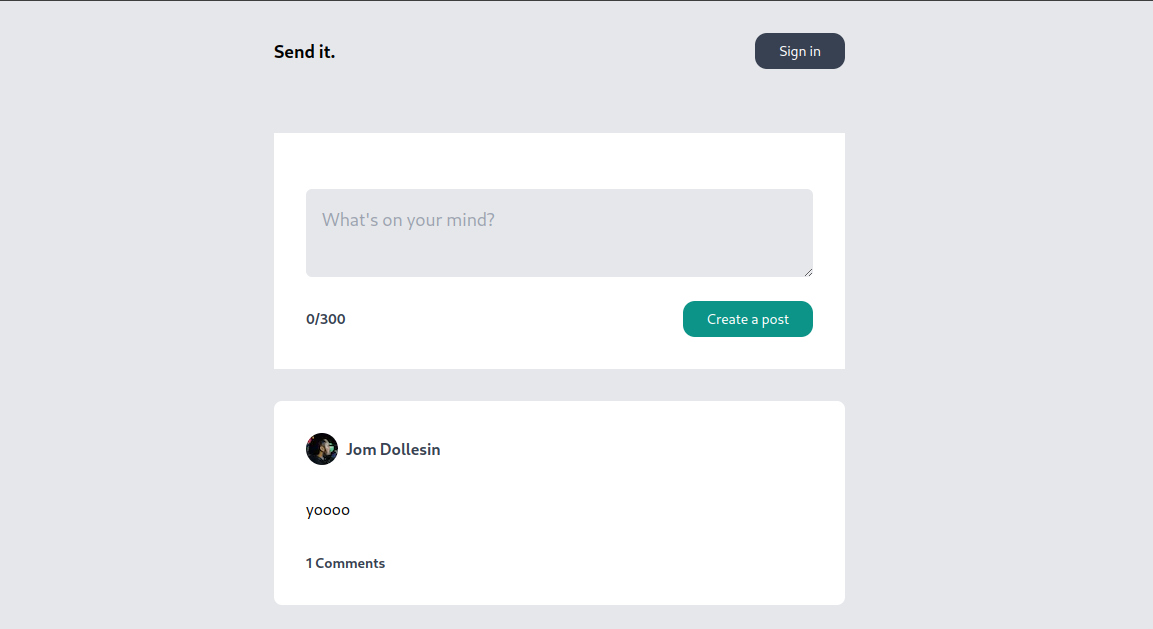 Send it.
Sign in
What's on your mind?
0/300
Create a post
Jom Dollesin
yoooo
1 Comments